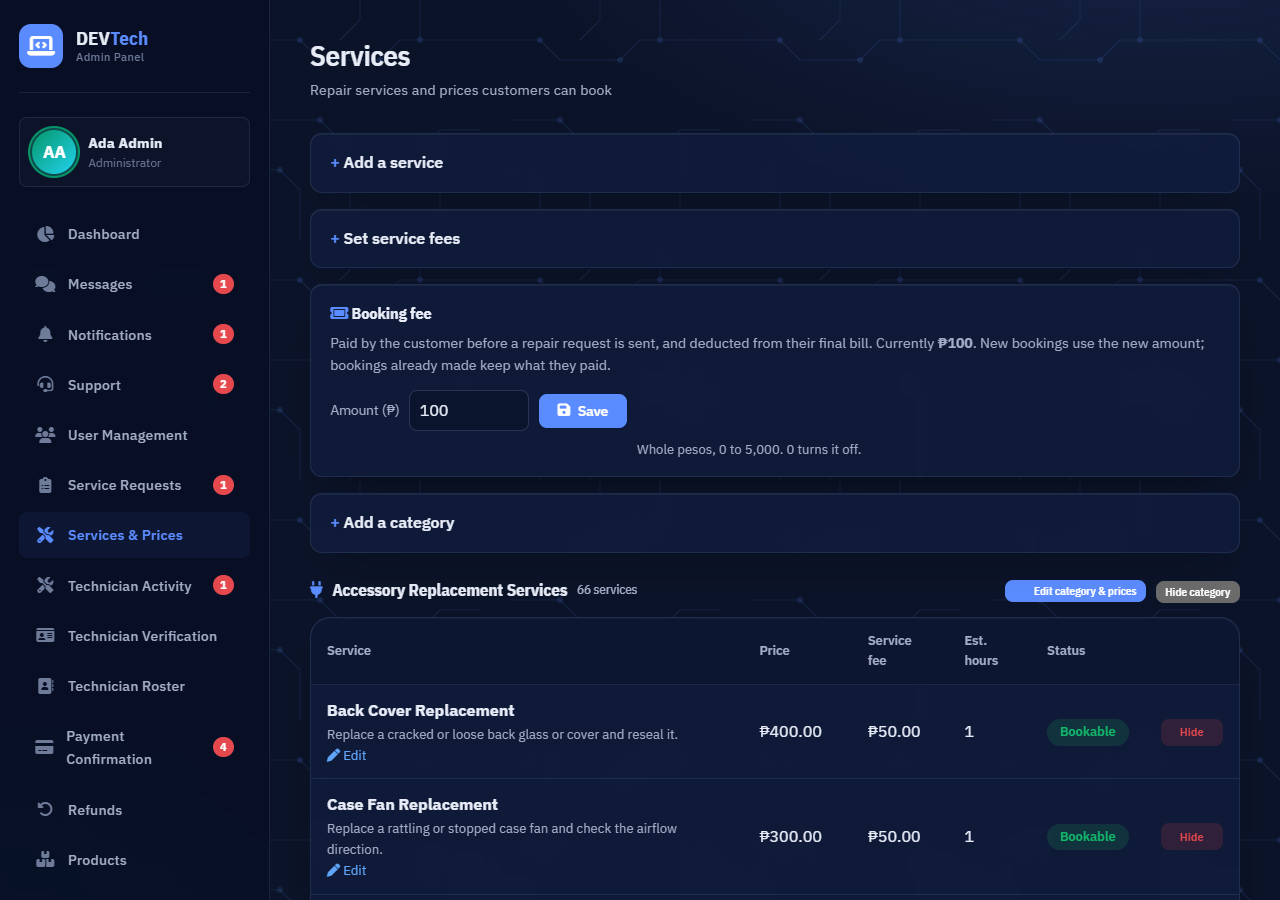 DEVTech
Admin Panel
AA
Ada Admin
Administrator
Dashboard
Messages 1
Notifications 1
Support 2
User Management
Service Requests 1
Services & Prices
Technician Activity 1
Technician Verification
Technician Roster
Payment
Confirmation 4
Refunds
Products
Services
Repair services and prices customers can book
+ Add a service
+ Set service fees
Booking fee
Paid by the customer before a repair request is sent, and deducted from their final bill. Currently ₱100. New bookings use the new amount;
bookings already made keep what they paid.
Amount (₱) 100 Save
Whole pesos, 0 to 5,000. 0 turns it off.
+ Add a category
Accessory Replacement Services 66 services Edit category & prices Hide category
Service Price Service fee Est. hours Status
Back Cover Replacement
Replace a cracked or loose back glass or cover and reseal it.
Edit
₱400.00 ₱50.00 1 Bookable Hide
Case Fan Replacement
Replace a rattling or stopped case fan and check the airflow
direction.
Edit
₱300.00 ₱50.00 1 Bookable Hide